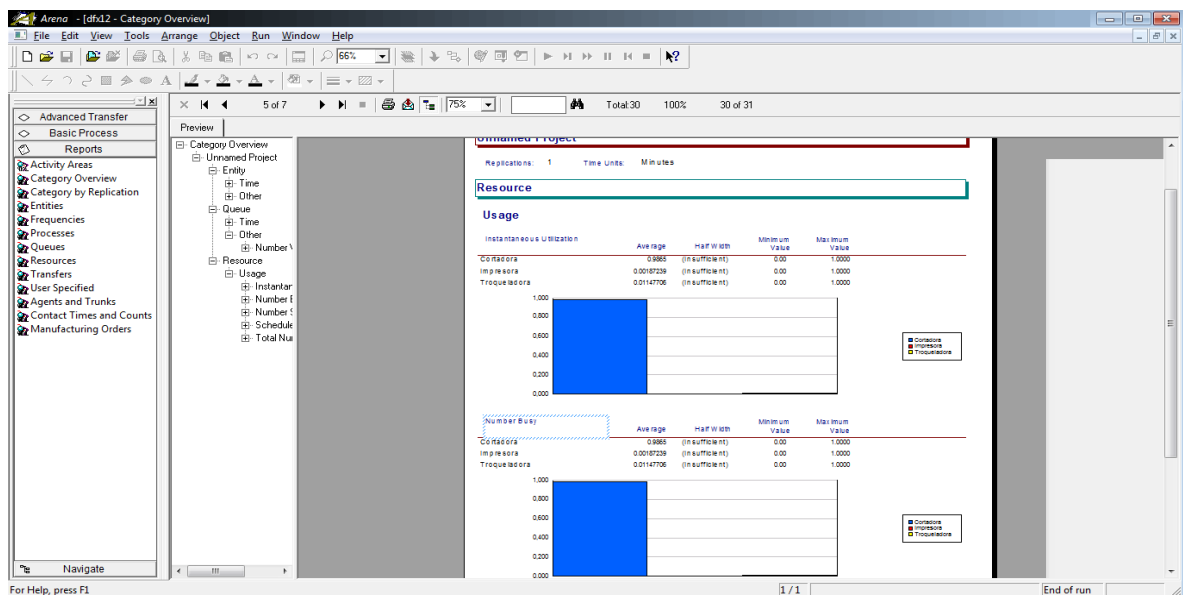 Arena - [dfx12 - Category Overview]
File Edit View Tools Arrange Object Run Window Help
66%
5 of 7 75% Total:30 100% 30 of 31
Preview
Advanced Transfer
Basic Process
Reports
Activity Areas
Category Overview
Category by Replication
Entities
Frequencies
Processes
Queues
Resources
Transfers
User Specified
Agents and Trunks
Contact Times and Counts
Manufacturing Orders
Navigate
Category Overview
Unnamed Project
Entity
Time
Other
Queue
Time
Other
Number
Resource
Usage
Instantar
Number E
Number S
Schedule
Total Nur
Unnamed Project
Replications: 1 Time Units: Minutes
Resource
Usage
Instantaneous Utilization Average Half Width Minimum Value Maximum Value
Cortadora 0.9865 (Insufficient) 0.00 1.0000
Impresora 0.00187239 (Insufficient) 0.00 1.0000
Troqueladora 0.01147706 (Insufficient) 0.00 1.0000
1,000
0,800
0,600
0,400
0,200
0,000
Cortadora
Impresora
Troqueladora
Number Busy Average Half Width Minimum Value Maximum Value
Cortadora 0.9865 (Insufficient) 0.00 1.0000
Impresora 0.00187239 (Insufficient) 0.00 1.0000
Troqueladora 0.01147706 (Insufficient) 0.00 1.0000
1,000
0,800
0,600
0,400
0,200
0,000
Cortadora
Impresora
Troqueladora
For Help, press F1 1 / 1 End of run